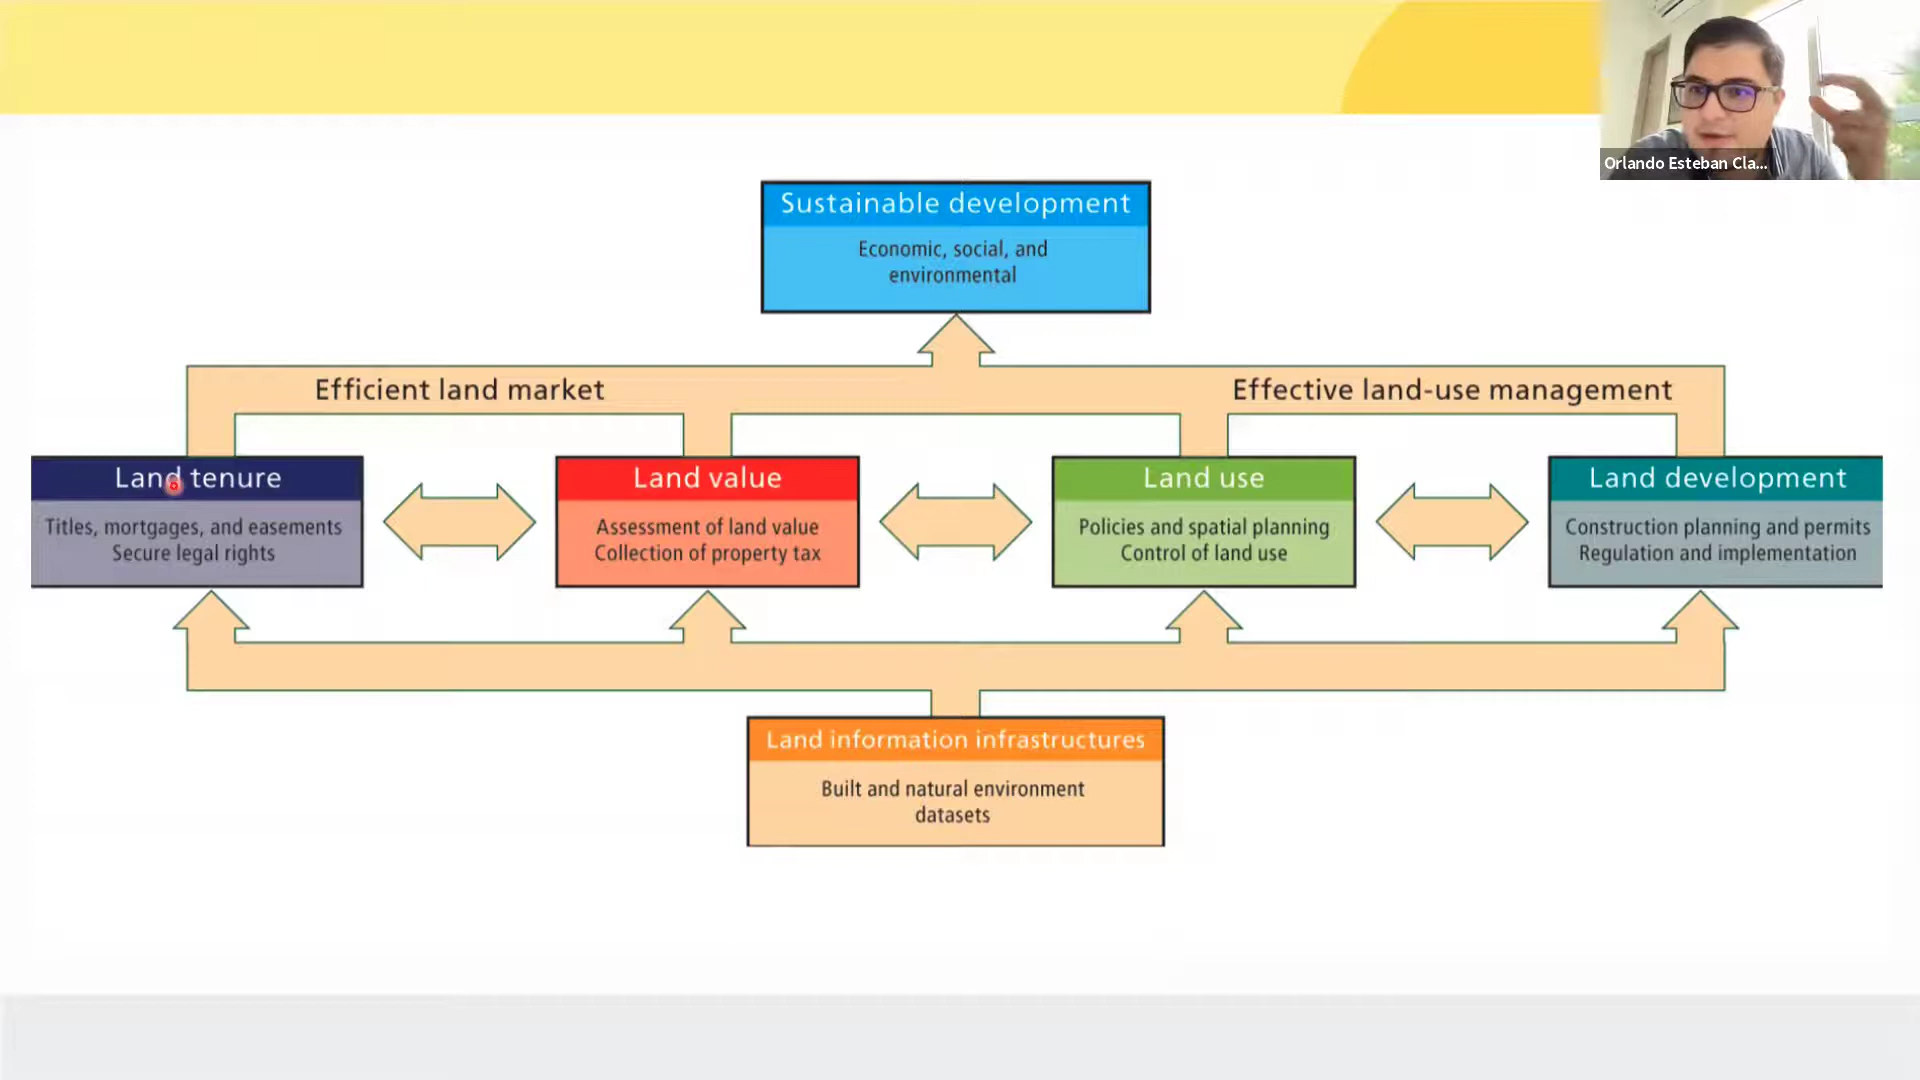 Orlando Esteban Cla...
Sustainable development
Economic, social, and
environmental
Efficient land market
Effective land-use management
Land tenure
Titles, mortgages, and easements
Secure legal rights
Land value
Assessment of land value
Collection of property tax
Land use
Policies and spatial planning
Control of land use
Land development
Construction planning and permits
Regulation and implementation
Land information infrastructures
Built and natural environment
datasets